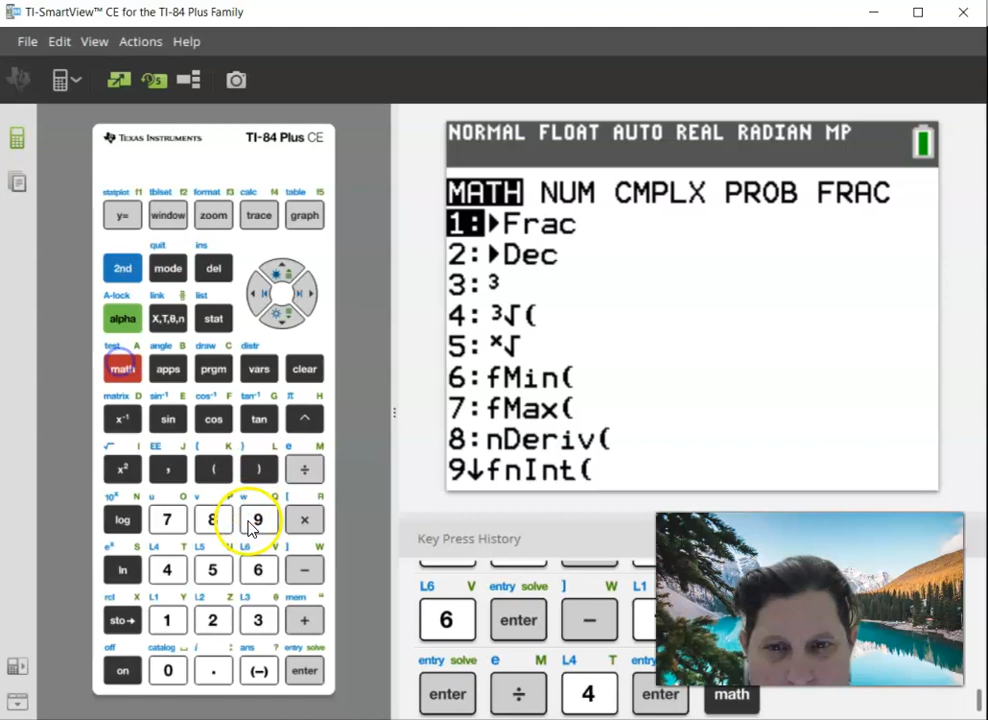 TI-SmartView™ CE for the TI-84 Plus Family
File Edit View Actions Help
TEXAS INSTRUMENTS TI-84 Plus CE
statplot f1 tblset f2 format f3 calc f4 table f5
y= window zoom trace graph
quit ins
2nd mode del
A-lock link list
alpha X,T,θ,n stat
test A angle B draw C distr
math apps prgm vars clear
matrix D sin⁻¹ E cos⁻¹ F tan⁻¹ G π H
x⁻¹ sin cos tan ^
√ I EE J { K } L e M
x² , ( ) ÷
10ˣ N u O v P w Q [ R
log 7 8 9 ×
eˣ S L4 T L5 U L6 V ] W
ln 4 5 6 −
rcl X L1 Y L2 Z L3 θ mem "
sto→ 1 2 3 +
off catalog i : ans ? entry solve
on 0 . (−) enter
NORMAL FLOAT AUTO REAL RADIAN MP
MATH NUM CMPLX PROB FRAC
1:▶Frac
2:▶Dec
3:³
4:³√(
5:ˣ√
6:fMin(
7:fMax(
8:nDeriv(
9↓fnInt(
Key Press History
L6 V entry solve ] W L1
6 enter −
entry solve e M L4 T entry
enter ÷ 4 enter math